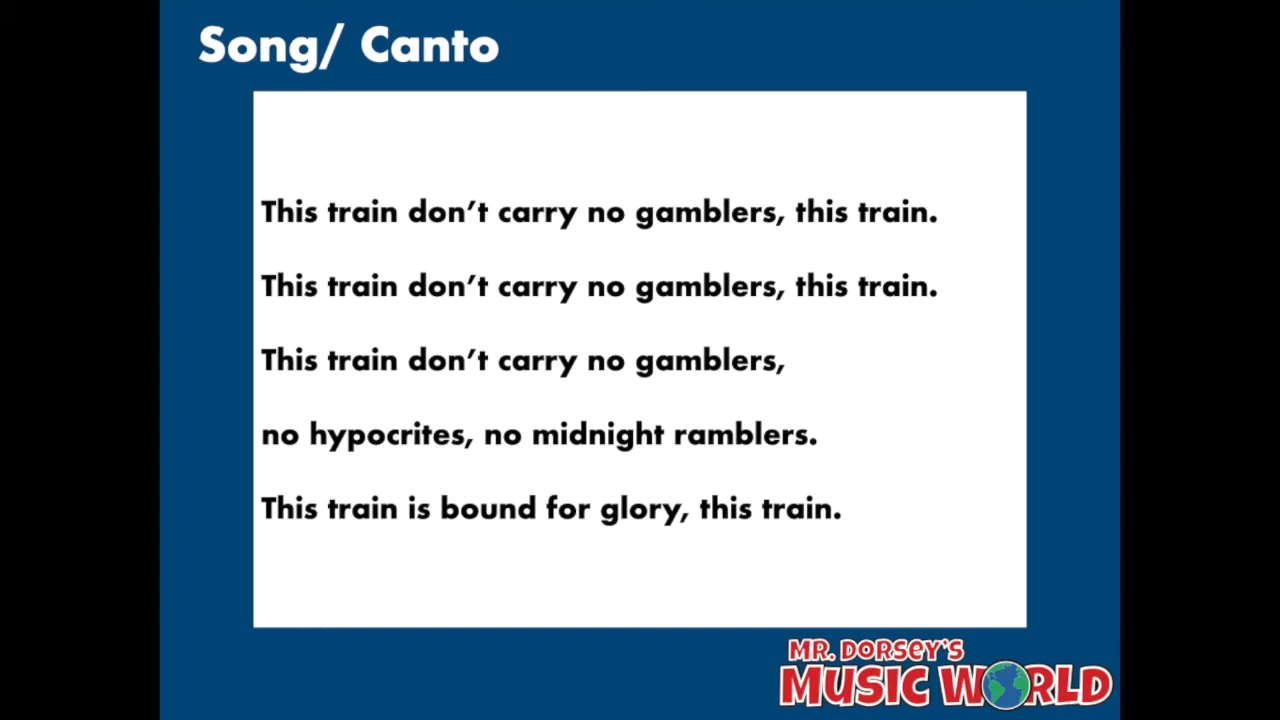 Song/ Canto
This train don’t carry no gamblers, this train.
This train don’t carry no gamblers, this train.
This train don’t carry no gamblers,
no hypocrites, no midnight ramblers.
This train is bound for glory, this train.
MR. DORSEY'S
MUSIC WORLD